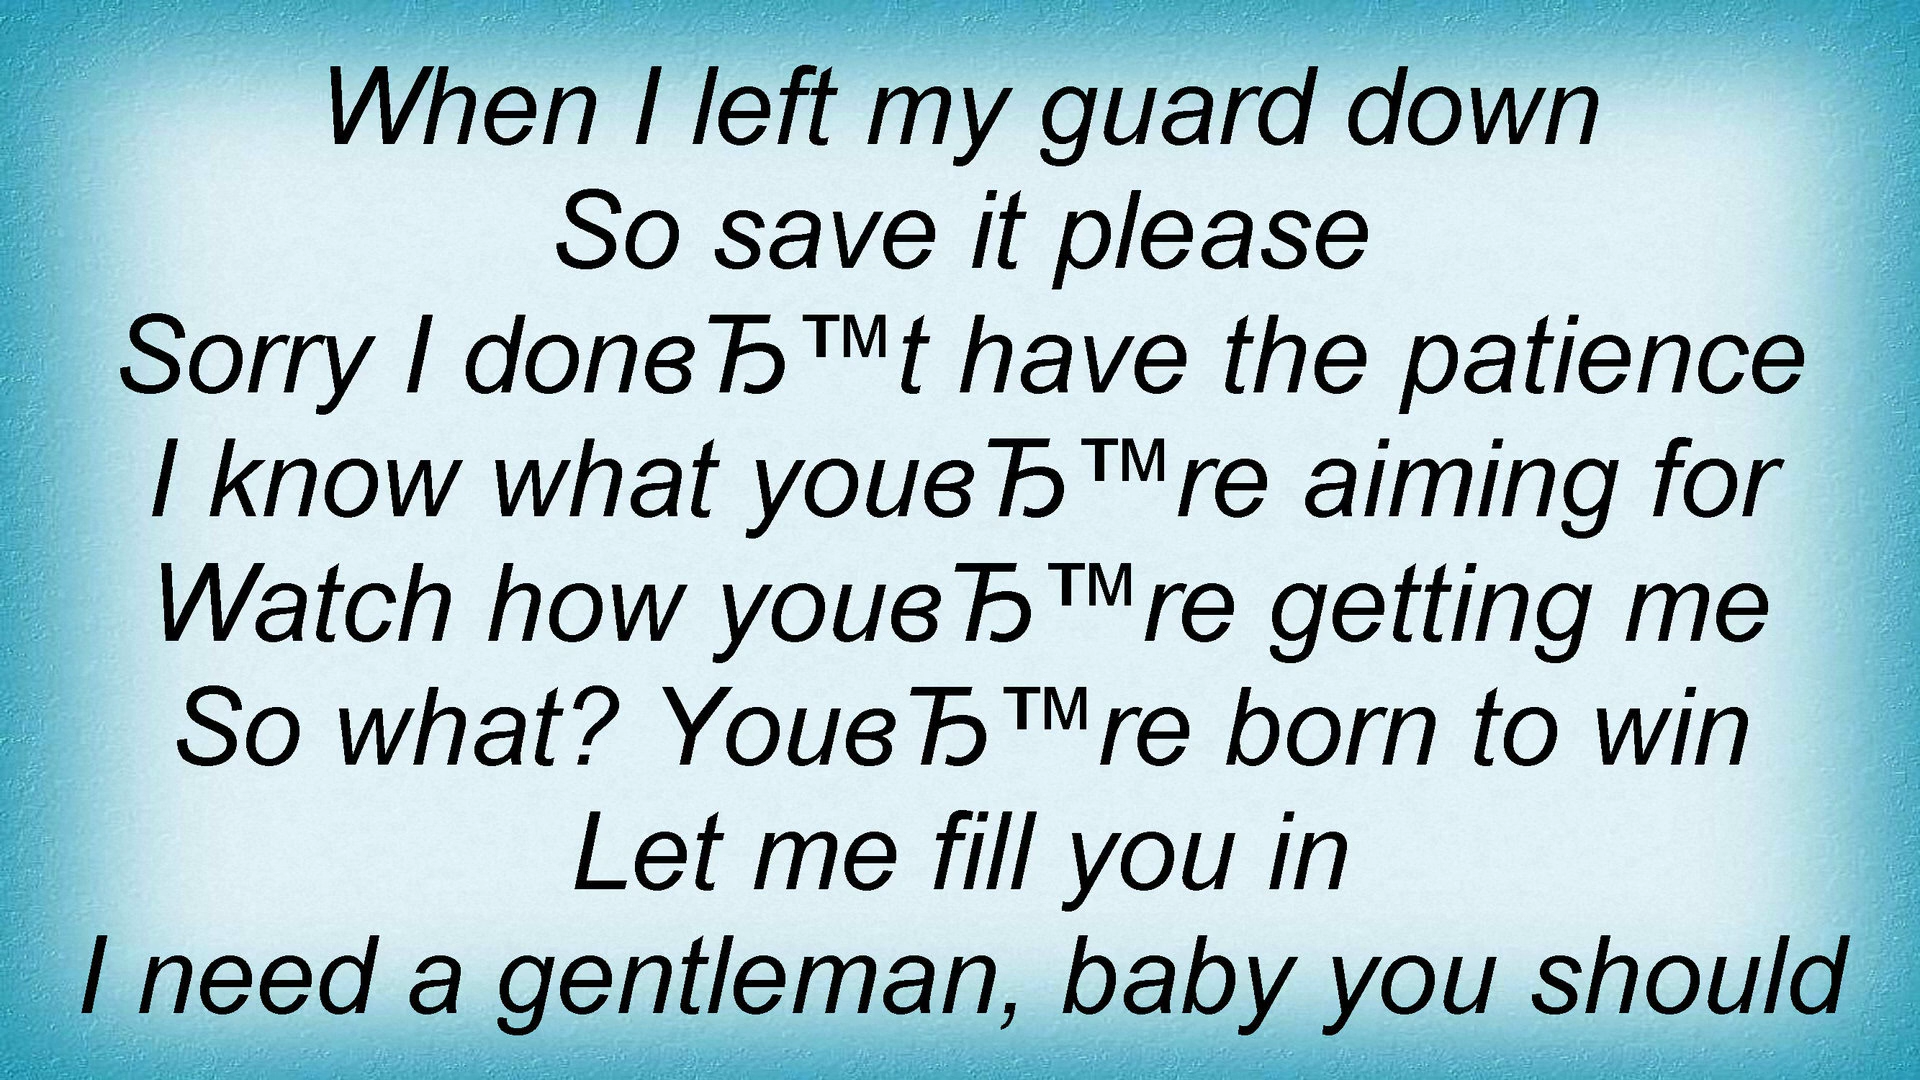 When I left my guard down
So save it please
Sorry I donвЂ™t have the patience
I know what youвЂ™re aiming for
Watch how youвЂ™re getting me
So what? YouвЂ™re born to win
Let me fill you in
I need a gentleman, baby you should